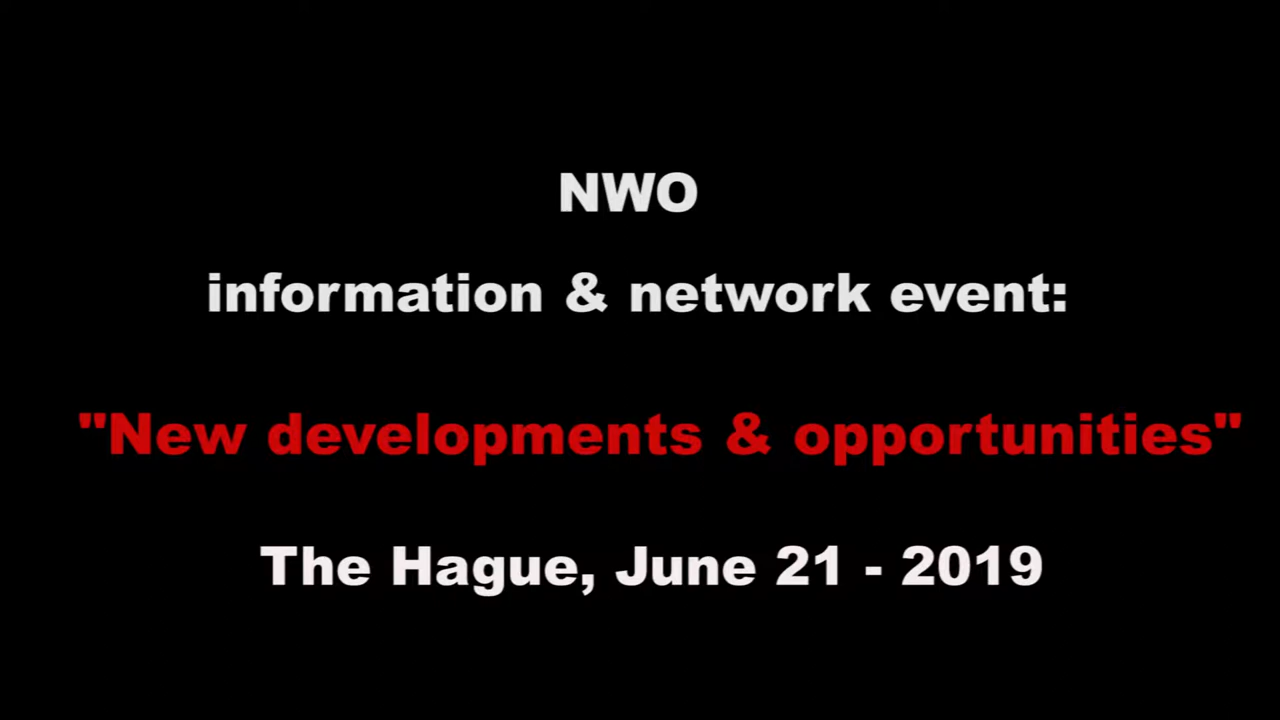 NWO
information & network event:
"New developments & opportunities"
The Hague, June 21 - 2019